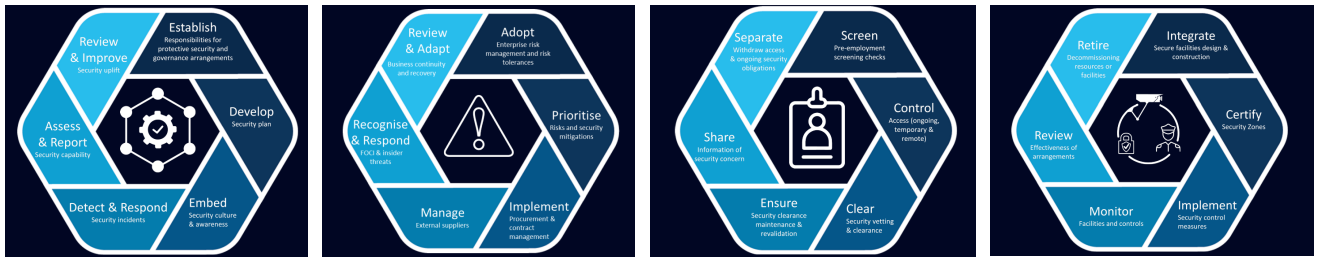 Establish
Responsibilities for
protective security and
governance arrangements
Develop
Security plan
Embed
Security culture
& awareness
Detect & Respond
Security incidents
Assess
& Report
Security capability
Review
& Improve
Security uplift
Adopt
Enterprise risk
management and risk
tolerances
Prioritise
Risks and security
mitigations
Implement
Procurement &
contract
management
Manage
External suppliers
Recognise
& Respond
FOCI & insider
threats
Review
& Adapt
Business continuity
and recovery
Screen
Pre-employment
screening checks
Control
Access (ongoing,
temporary &
remote)
Clear
Security vetting
& clearance
Ensure
Security clearance
maintenance &
revalidation
Share
Information of
security concern
Separate
Withdraw access
& ongoing security
obligations
Integrate
Secure facilities design &
construction
Certify
Security Zones
Implement
Security control
measures
Monitor
Facilities and controls
Review
Effectiveness of
arrangements
Retire
Decommissioning
resources or
facilities